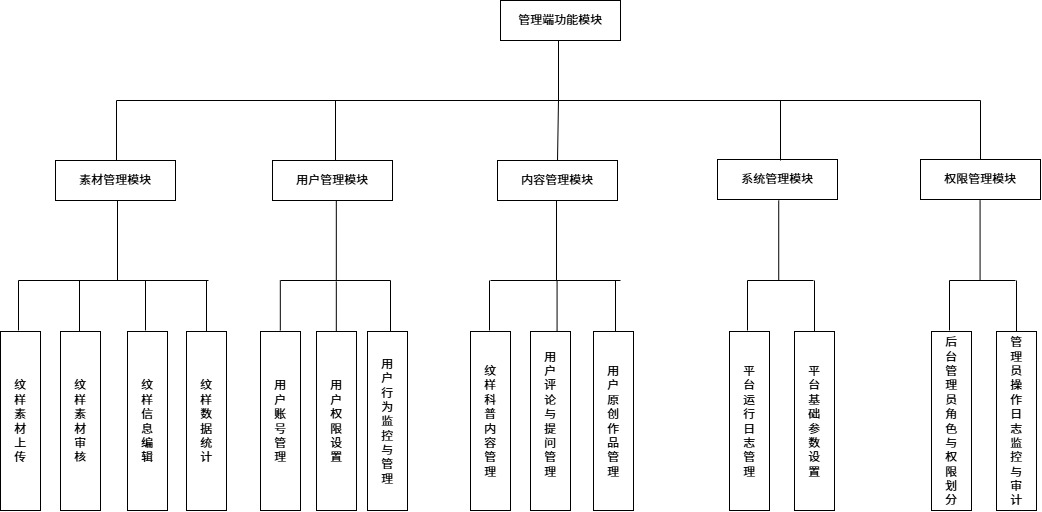 管理端功能模块
素材管理模块
用户管理模块
内容管理模块
系统管理模块
权限管理模块
纹样素材上传
纹样素材审核
纹样信息编辑
纹样数据统计
用户账号管理
用户权限设置
用户行为监控与管理
纹样科普内容管理
用户评论与提问管理
用户原创作品管理
平台运行日志管理
平台基础参数设置
后台管理员角色与权限划分
管理员操作日志监控与审计